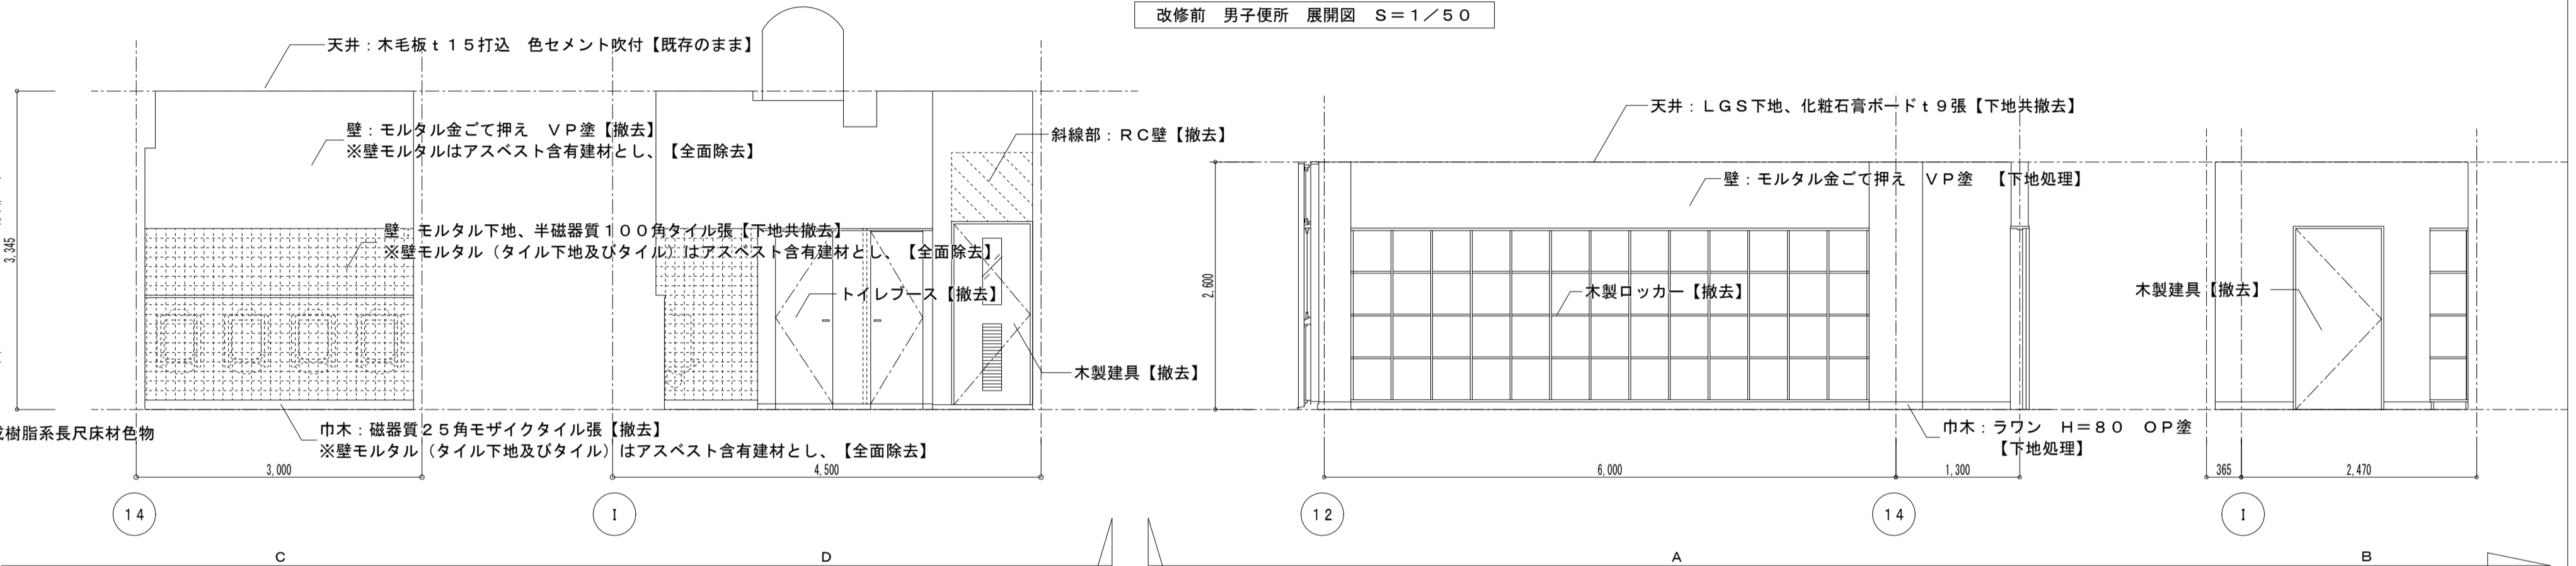 改修前　男子便所　展開図　Ｓ＝１／５０
天井：木毛板ｔ１５打込　色セメント吹付【既存のまま】
壁：モルタル金ごて押え　ＶＰ塗【撤去】
※壁モルタルはアスベスト含有建材とし、【全面除去】
斜線部：ＲＣ壁【撤去】
壁：モルタル下地、半磁器質１００角タイル張【下地共撤去】
※壁モルタル（タイル下地及びタイル）はアスベスト含有建材とし、【全面除去】
トイレブース【撤去】
木製建具【撤去】
3,345
樹脂系長尺床材色物
巾木：磁器質２５角モザイクタイル張【撤去】
※壁モルタル（タイル下地及びタイル）はアスベスト含有建材とし、【全面除去】
3,000
4,500
１４
Ｉ
Ｃ
Ｄ
天井：ＬＧＳ下地、化粧石膏ボードｔ９張【下地共撤去】
壁：モルタル金ごて押え　ＶＰ塗　【下地処理】
2,600
木製ロッカー【撤去】
木製建具【撤去】
巾木：ラワン　Ｈ＝８０　ＯＰ塗
【下地処理】
6,000
1,300
365
2,470
１２
１４
Ｉ
Ａ
Ｂ